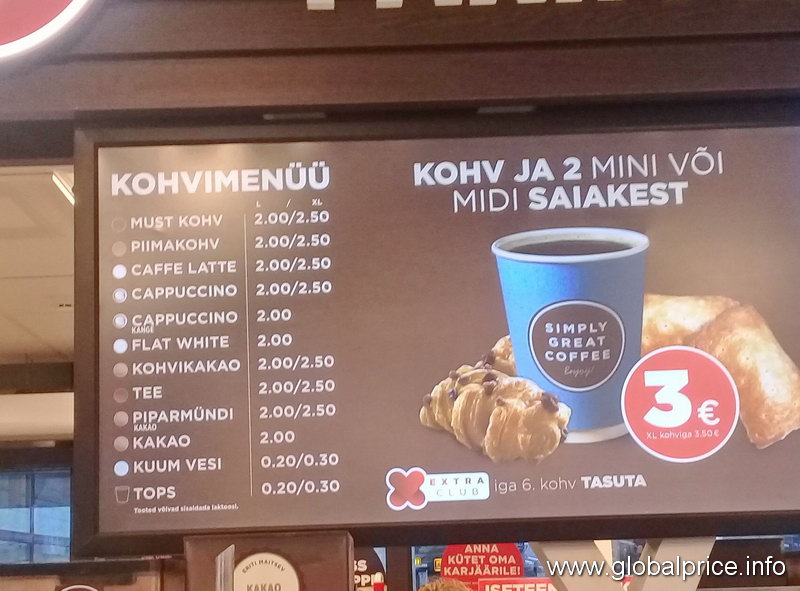 KOHVIMENÜÜ
L / XL
MUST KOHV 2.00/2.50
PIIMAKOHV 2.00/2.50
CAFFE LATTE 2.00/2.50
CAPPUCCINO 2.00/2.50
CAPPUCCINO 2.00
KANGE
FLAT WHITE 2.00
KOHVIKAKAO 2.00/2.50
TEE 2.00/2.50
PIPARMÜNDI 2.00/2.50
KAKAO
KAKAO 2.00
KUUM VESI 0.20/0.30
TOPS 0.20/0.30
Tooted võivad sisaldada laktoosi.
KOHV JA 2 MINI VÕI
MIDI SAIAKEST
SIMPLY
GREAT
COFFEE
Enjoy!
3 €
XL kohviga 3.50€
EXTRA
CLUB
iga 6. kohv TASUTA
ERITI MAITSEV
KAKAO
ANNA
KÜTET OMA
KARJÄÄRILE!
www.globalprice.info